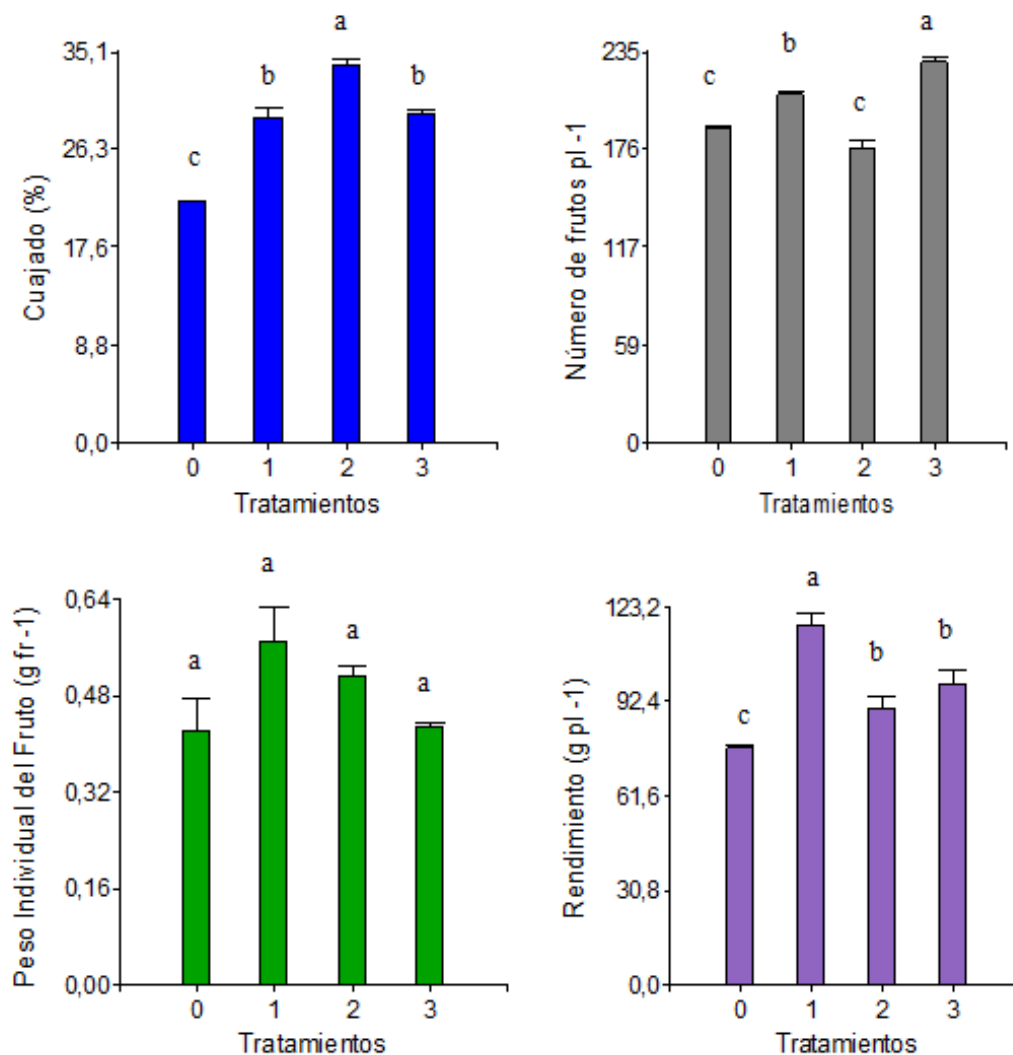 a
35,1
b
b
26,3
c
17,6
8,8
0,0
0 1 2 3
Tratamientos
Cuajado (%)
a
235
b
c
c
176
117
59
0
0 1 2 3
Tratamientos
Número de frutos pl -1
a
0,64
a
a
a
0,48
0,32
0,16
0,00
0 1 2 3
Tratamientos
Peso Individual del Fruto (g fr -1)
a
123,2
b
b
c
92,4
61,6
30,8
0,0
0 1 2 3
Tratamientos
Rendimiento (g pl -1)